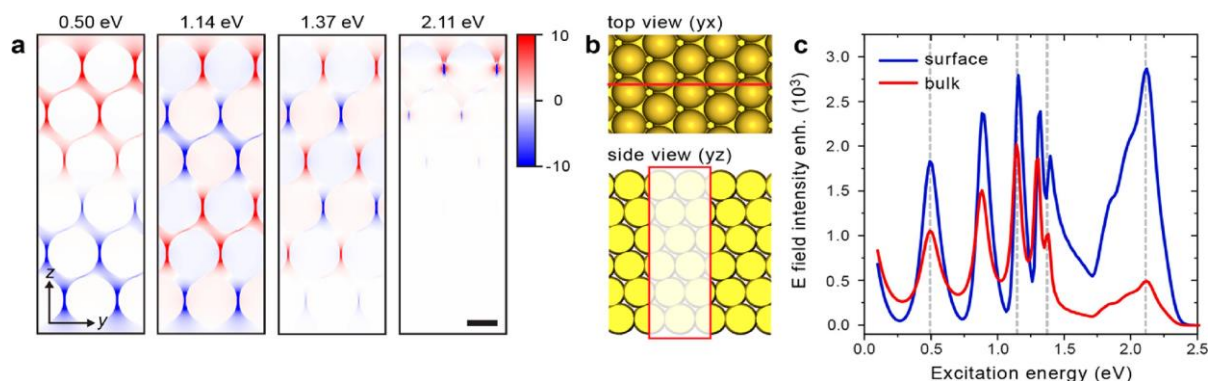 a
0.50 eV
1.14 eV
1.37 eV
2.11 eV
10
0
-10
z
y
b
top view (yx)
side view (yz)
c
surface
bulk
E field intensity enh. (10³)
3.0
2.5
2.0
1.5
1.0
0.5
0.0
0.0 0.5 1.0 1.5 2.0 2.5
Excitation energy (eV)